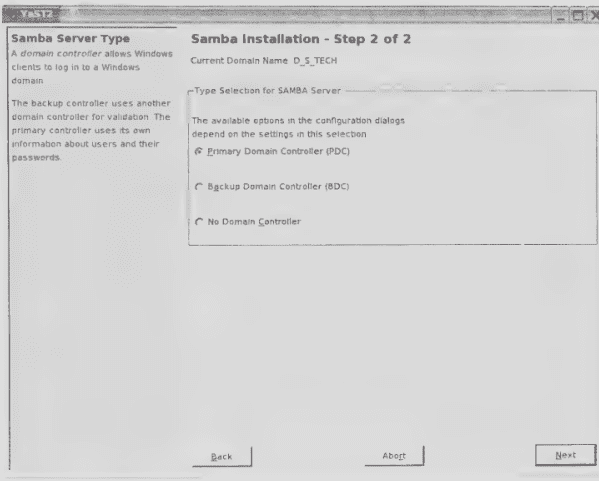 YaST2
Samba Server Type
A domain controller allows Windows
clients to log in to a Windows
domain
The backup controller uses another
domain controller for validation The
primary controller uses its own
information about users and their
passwords.
Samba Installation - Step 2 of 2
Current Domain Name D_S_TECH
Type Selection for SAMBA Server
The available options in the configuration dialogs
depend on the settings in this selection
Primary Domain Controller (PDC)
Backup Domain Controller (BDC)
No Domain Controller
Back
Abort
Next